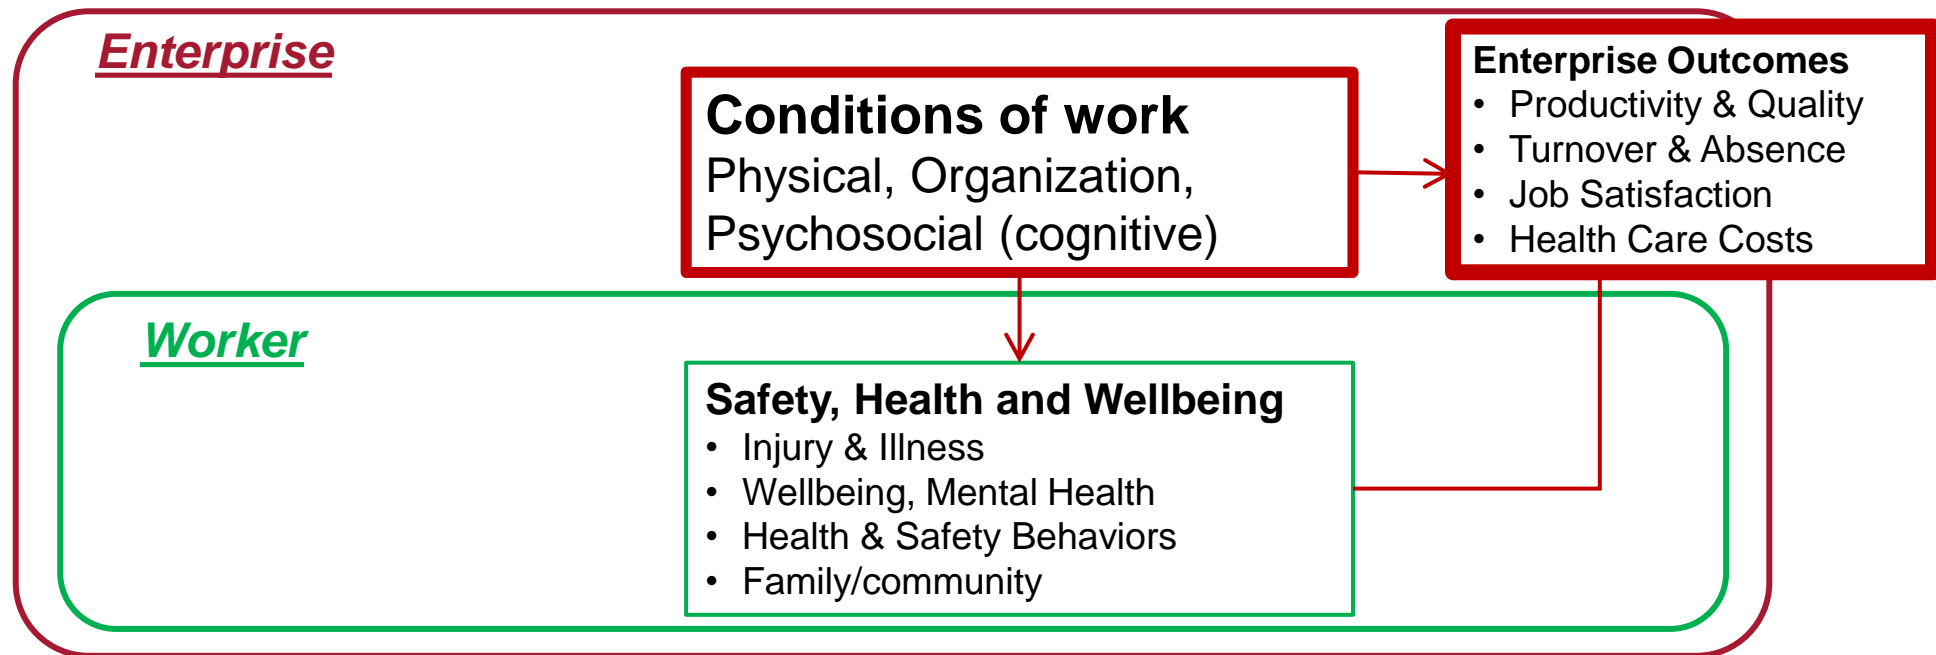 Enterprise
Conditions of work
Physical, Organization,
Psychosocial (cognitive)
Enterprise Outcomes
• Productivity & Quality
• Turnover & Absence
• Job Satisfaction
• Health Care Costs
Worker
Safety, Health and Wellbeing
• Injury & Illness
• Wellbeing, Mental Health
• Health & Safety Behaviors
• Family/community